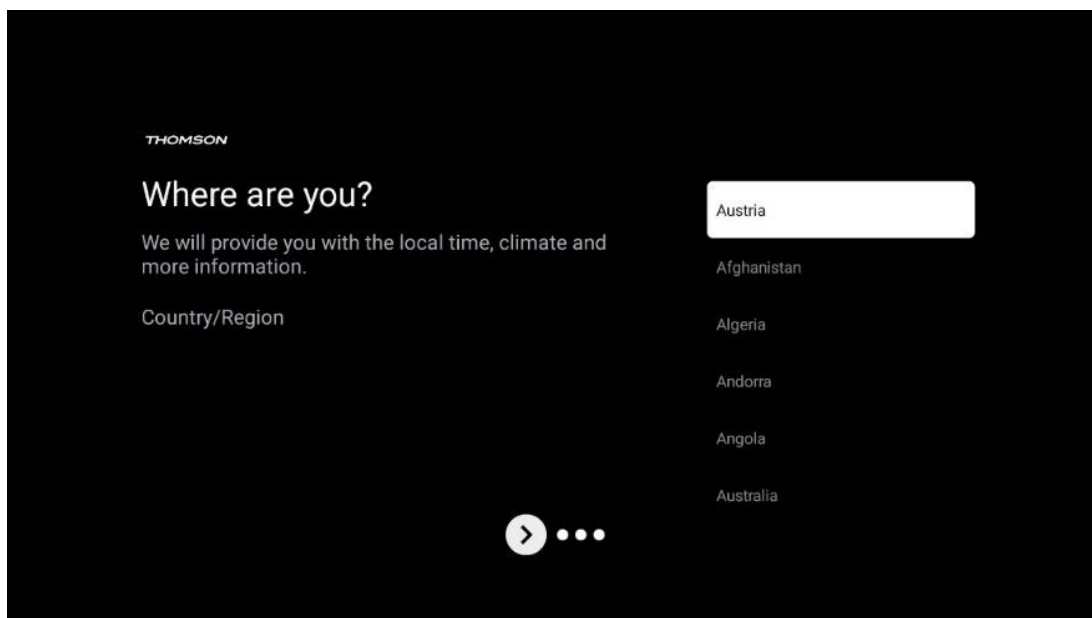 THOMSON
Where are you?
We will provide you with the local time, climate and
more information.
Country/Region
Austria
Afghanistan
Algeria
Andorra
Angola
Australia